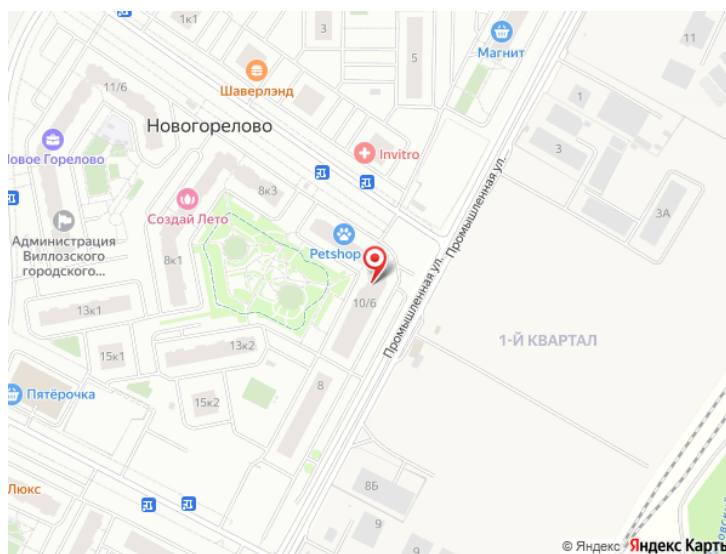 1к1
3
11
Магнит
5
11/6
Шаверлэнд
1
Новогорелово
Новое Горелово
Invitro
3
Промышленная ул.
8к3
Создай Лето
3А
Администрация
Виллозского
городского...
Petshop
8к1
10/6
13к1
Промышленная ул.
1-Й КВАРТАЛ
13к2
15к1
8
Пятёрочка
15к2
8Б
Люкс
9
9
© Яндекс Яндекс Карты